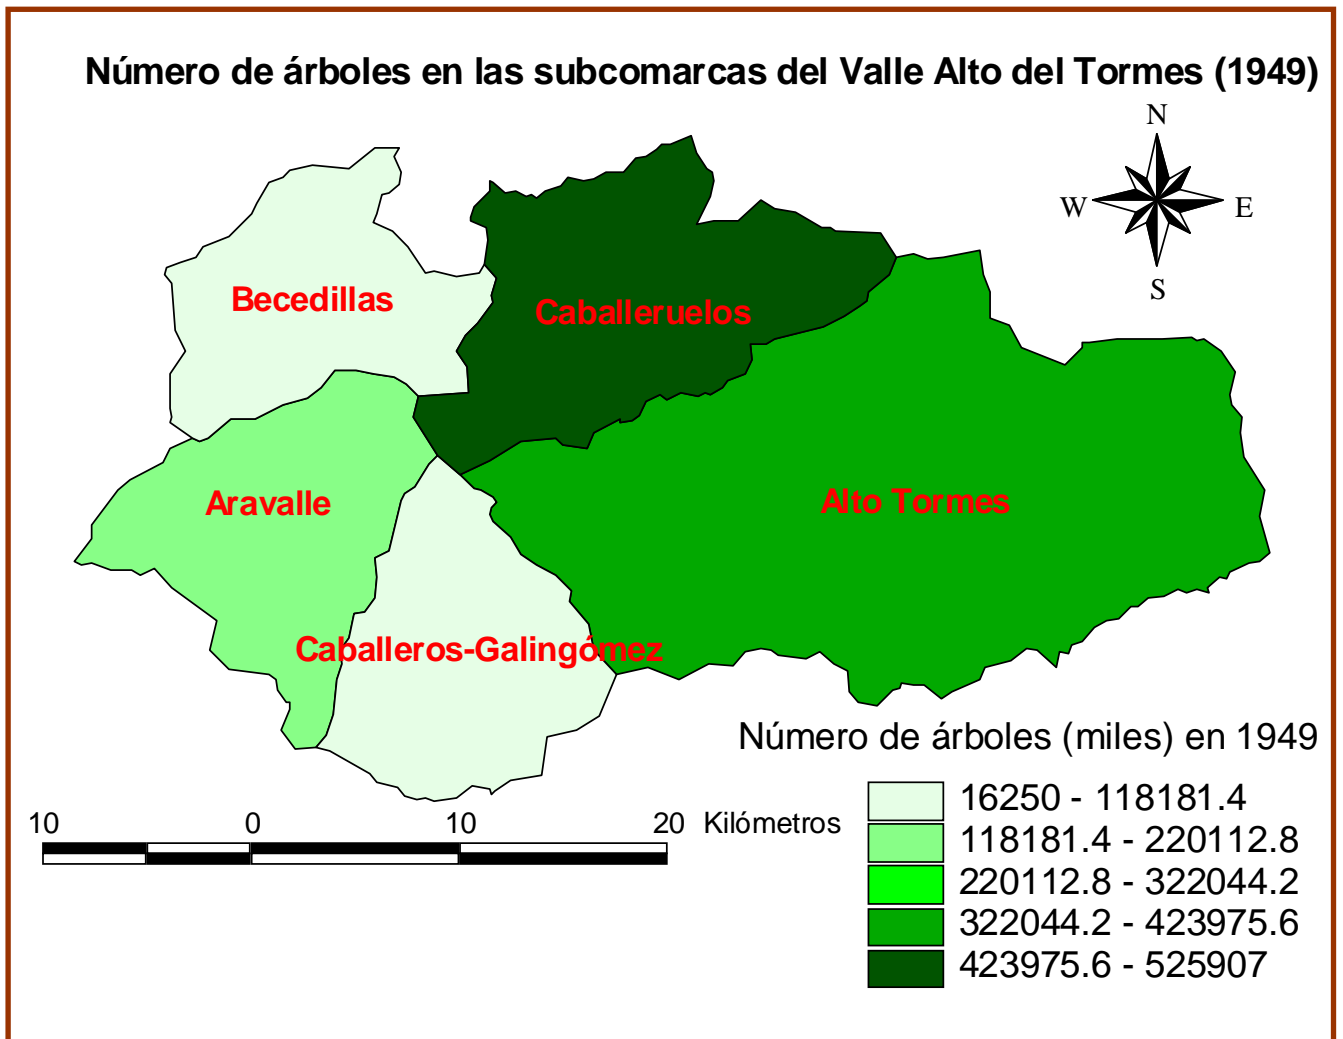 Número de árboles en las subcomarcas del Valle Alto del Tormes (1949)
N
W
E
S
Becedillas
Caballeruelos
Aravalle
Alto Tormes
Caballeros-Galingómez
Número de árboles (miles) en 1949
16250 - 118181.4
118181.4 - 220112.8
220112.8 - 322044.2
322044.2 - 423975.6
423975.6 - 525907
10 0 10 20 Kilómetros